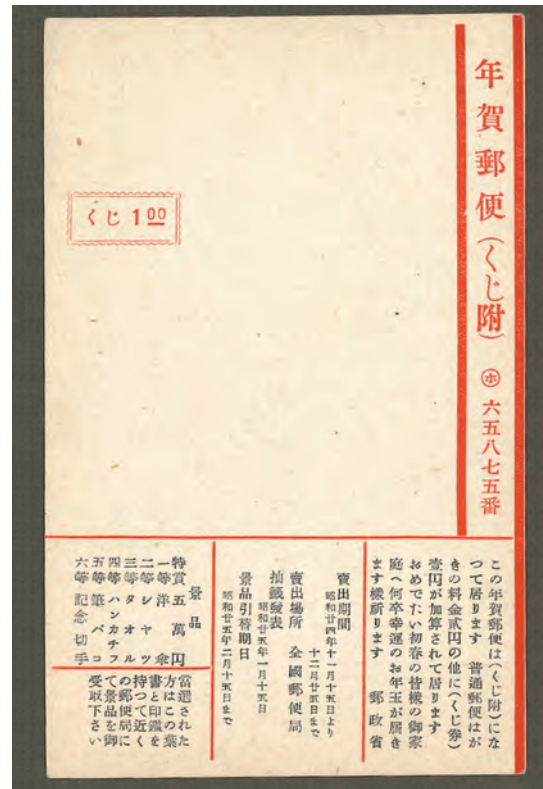 年賀郵便(くじ附) ㋭ 六五八七五番
くじ 1 00
この年賀郵便は(くじ附)にな
つて居ります 普通郵便はが
きの料金貳円の他に(くじ券)
壹円が加算されて居ります
おめでたい初春の皆樣の御家
庭へ何卒幸運のお年玉が届き
ます樣祈ります 郵政省
賣出期間
昭和廿四年十一月十五日より
十二月廿五日まで
賣出場所 全國郵便局
抽籤發表
昭和廿五年一月十五日
景品引替期日
昭和廿五年二月十五日まで
景品
特賞五萬円
一等洋傘
二等シヤツ
三等タオル
四等ハンカチフ
五等筆ペコ
六等記念切手
當選された
方はこの葉
書と印鑑を
持つて近く
の郵便局に
て景品を御
受取下さい